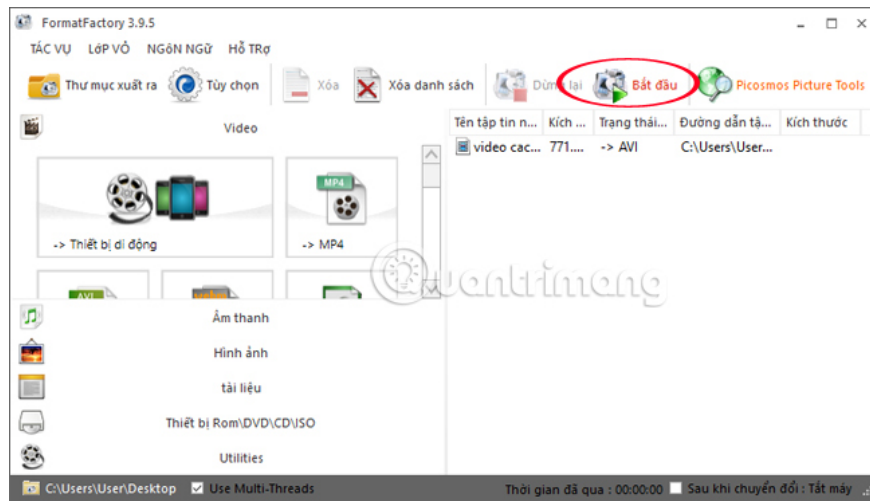 FormatFactory 3.9.5
TÁC VỤ LớP VỎ NGôN NGữ Hỗ TRợ
Thư mục xuất ra Tùy chọn Xóa Xóa danh sách Dừng lại Bắt đầu Picosmos Picture Tools
Video
Tên tập tin n... Kích ... Trạng thái... Đường dẫn tậ... Kích thước
video cac... 771.... -> AVI C:\Users\User...
MP4
-> Thiết bị di động -> MP4
AVI
Quantrimang
Âm thanh
Hình ảnh
tài liệu
Thiết bị Rom\DVD\CD\ISO
Utilities
C:\Users\User\Desktop Use Multi-Threads Thời gian đã qua : 00:00:00 Sau khi chuyển đổi : Tắt máy